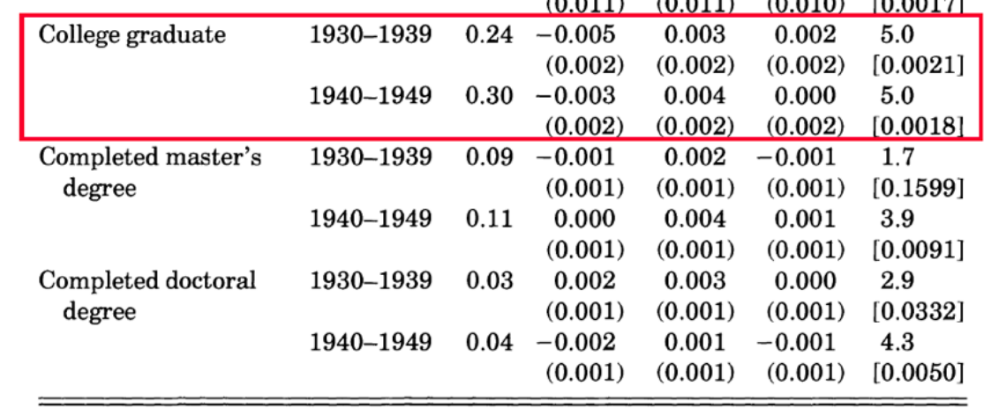 (0.011) (0.011) (0.010) [0.0017]
College graduate 1930–1939 0.24 −0.005 0.003 0.002 5.0
(0.002) (0.002) (0.002) [0.0021]
1940–1949 0.30 −0.003 0.004 0.000 5.0
(0.002) (0.002) (0.002) [0.0018]
Completed master's 1930–1939 0.09 −0.001 0.002 −0.001 1.7
degree (0.001) (0.001) (0.001) [0.1599]
1940–1949 0.11 0.000 0.004 0.001 3.9
(0.001) (0.001) (0.001) [0.0091]
Completed doctoral 1930–1939 0.03 0.002 0.003 0.000 2.9
degree (0.001) (0.001) (0.001) [0.0332]
1940–1949 0.04 −0.002 0.001 −0.001 4.3
(0.001) (0.001) (0.001) [0.0050]